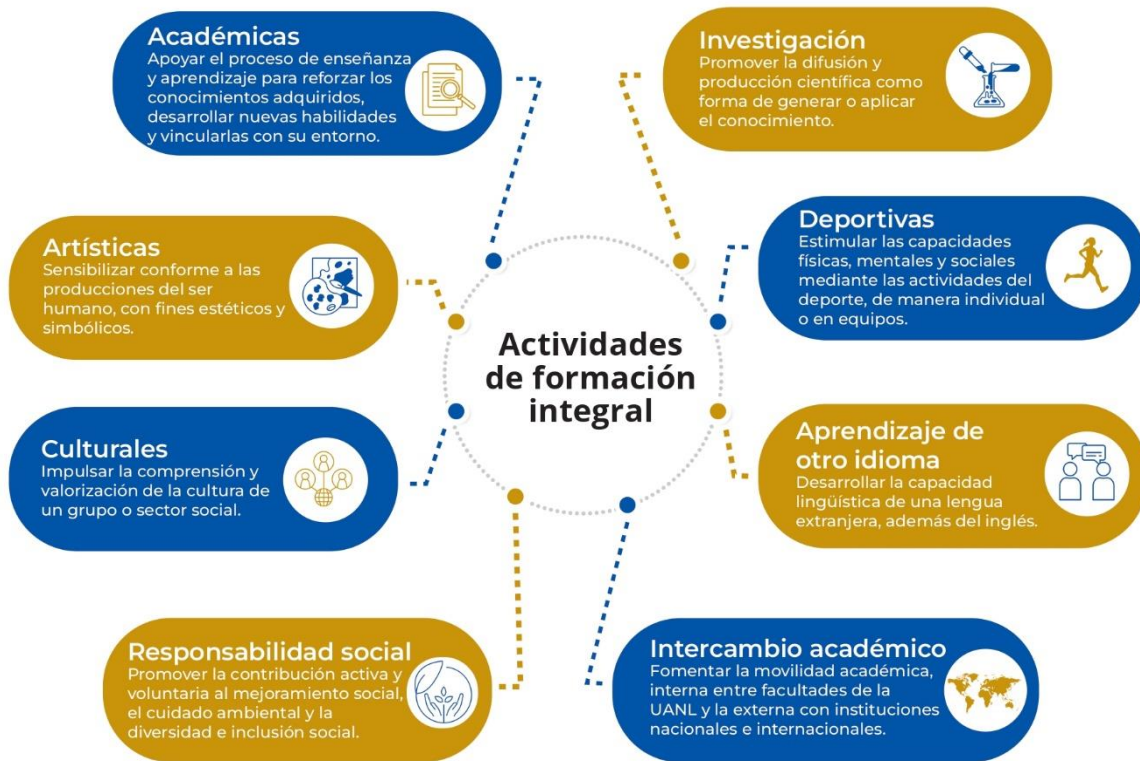 Académicas
Apoyar el proceso de enseñanza
y aprendizaje para reforzar los
conocimientos adquiridos,
desarrollar nuevas habilidades
y vincularlas con su entorno.
Investigación
Promover la difusión y
producción científica como
forma de generar o aplicar
el conocimiento.
Artísticas
Sensibilizar conforme a las
producciones del ser
humano, con fines estéticos y
simbólicos.
Deportivas
Estimular las capacidades
físicas, mentales y sociales
mediante las actividades del
deporte, de manera individual
o en equipos.
Actividades
de formación
integral
Culturales
Impulsar la comprensión y
valorización de la cultura de
un grupo o sector social.
Aprendizaje de
otro idioma
Desarrollar la capacidad
lingüística de una lengua
extranjera, además del inglés.
Responsabilidad social
Promover la contribución activa y
voluntaria al mejoramiento social,
el cuidado ambiental y la
diversidad e inclusión social.
Intercambio académico
Fomentar la movilidad académica,
interna entre facultades de la
UANL y la externa con instituciones
nacionales e internacionales.